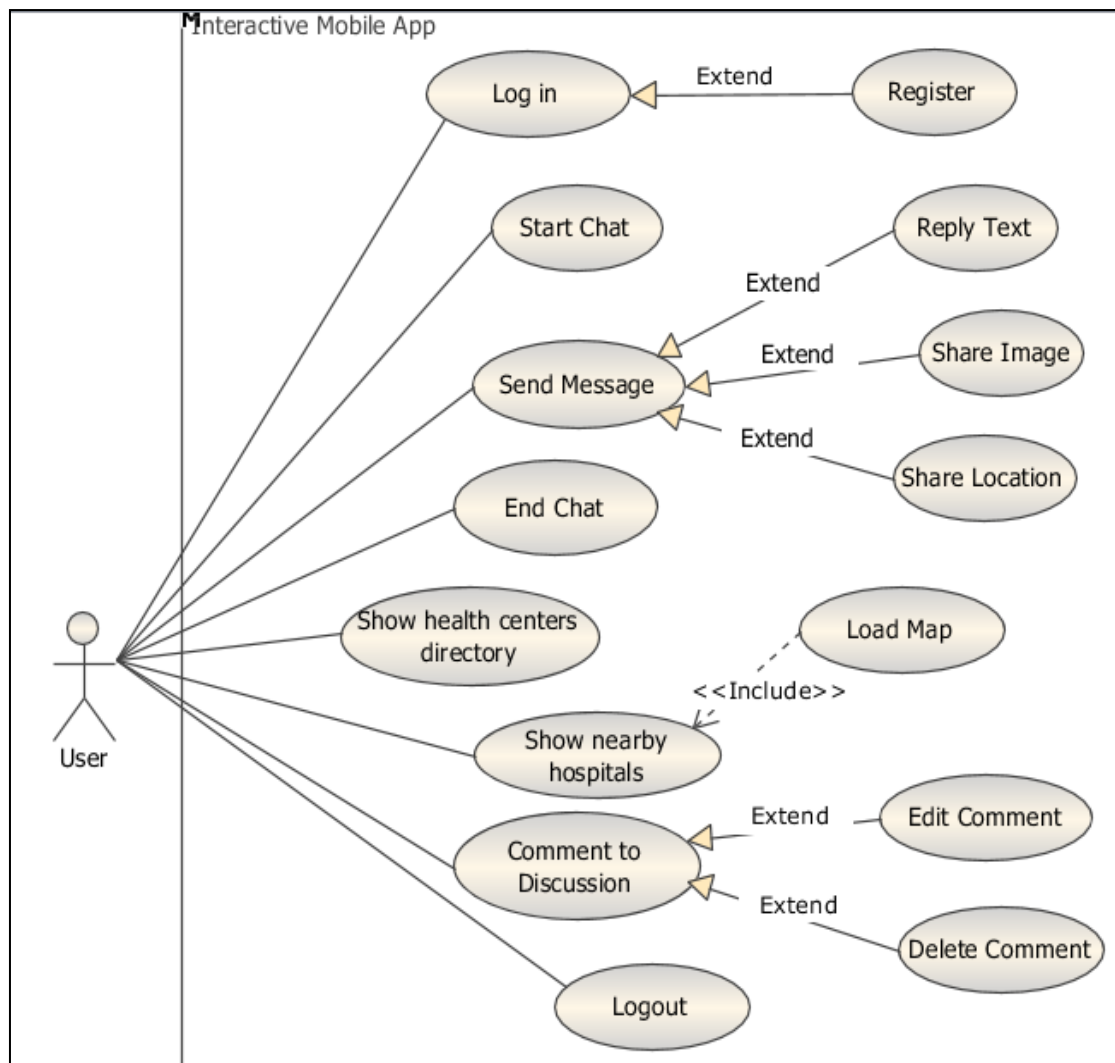 Interactive Mobile App
Log in
Extend
Register
Start Chat
Reply Text
Extend
Send Message
Extend
Share Image
Extend
Share Location
End Chat
Show health centers
directory
Load Map
<<Include>>
Show nearby
hospitals
User
Comment to
Discussion
Extend
Edit Comment
Extend
Delete Comment
Logout